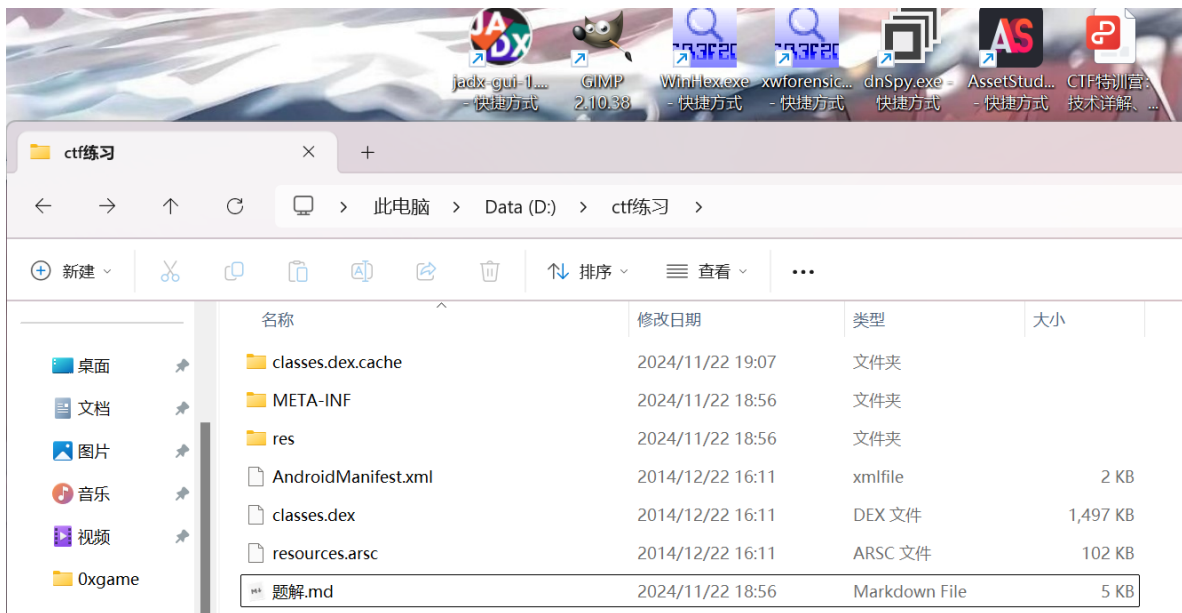 jadx-gui-1.... GIMP WinHex.exe xwforensic... dnSpy.exe - AssetStud... CTF特训营:
- 快捷方式 2.10.38 - 快捷方式 - 快捷方式 快捷方式 - 快捷方式 技术详解、...
ctf练习
此电脑 > Data (D:) > ctf练习 >
新建 排序 查看 ...
名称 修改日期 类型 大小
桌面 classes.dex.cache 2024/11/22 19:07 文件夹
文档 META-INF 2024/11/22 18:56 文件夹
图片 res 2024/11/22 18:56 文件夹
音乐 AndroidManifest.xml 2014/12/22 16:11 xmlfile 2 KB
视频 classes.dex 2014/12/22 16:11 DEX 文件 1,497 KB
0xgame resources.arsc 2014/12/22 16:11 ARSC 文件 102 KB
题解.md 2024/11/22 18:56 Markdown File 5 KB